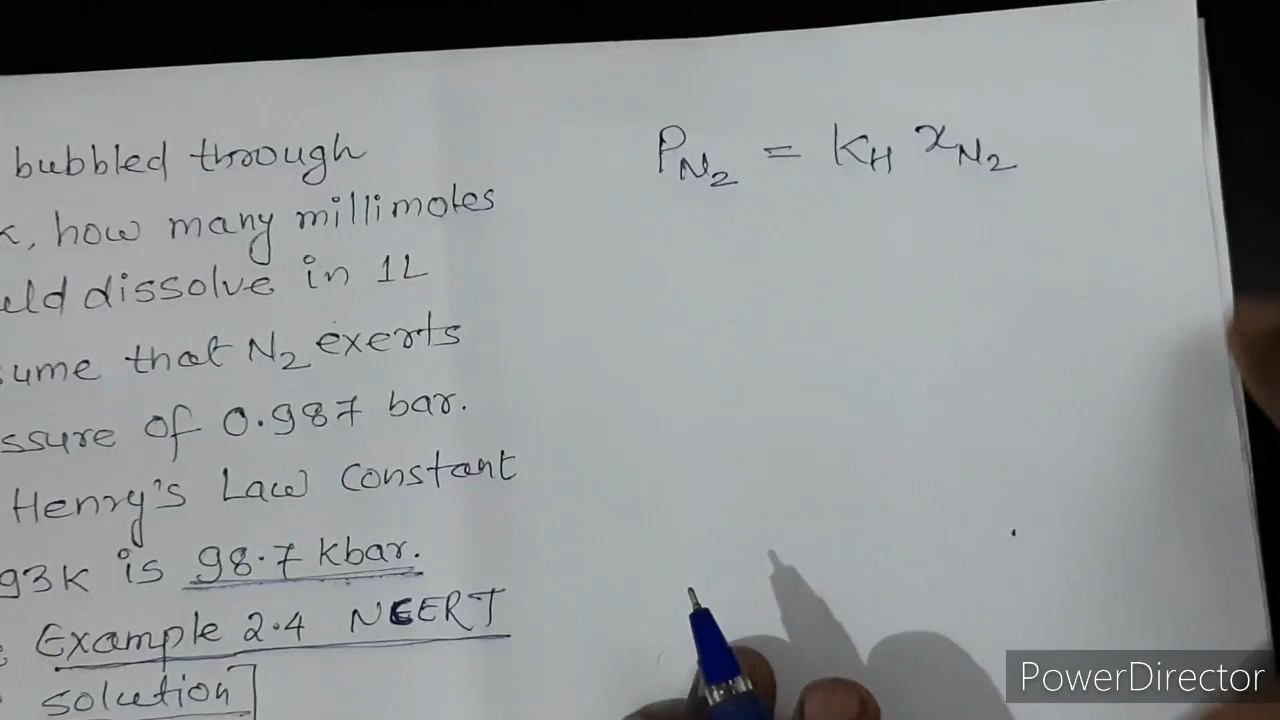 bubbled through
, how many millimoles
dissolve in 1L
that N2 exerts
of 0.987 bar.
Henry's Law Constant
93K is 98.7 kbar.
Example 2.4 NCERT
solution]
PN2 = KH xN2
PowerDirector